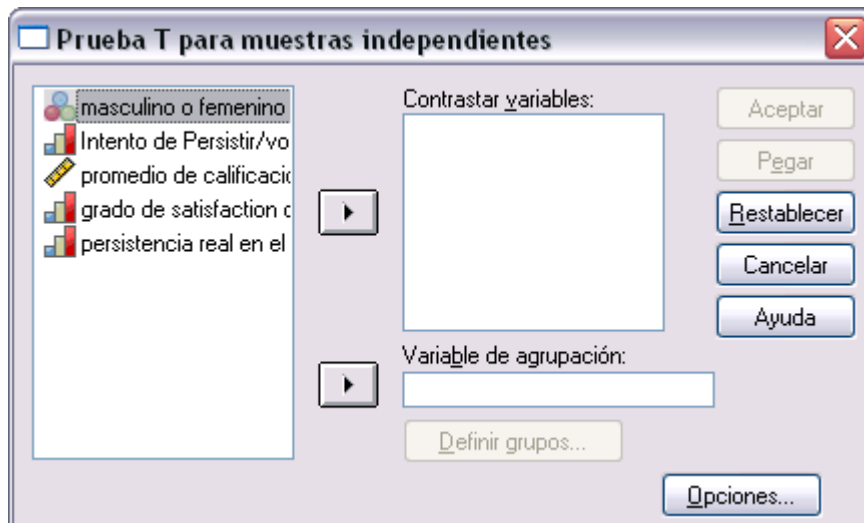 Prueba T para muestras independientes
masculino o femenino
Intento de Persistir/vo
promedio de calificaci
grado de satisfaction
persistencia real en el
Contrastar variables:
Variable de agrupación:
Definir grupos...
Aceptar
Pegar
Restablecer
Cancelar
Ayuda
Opciones...